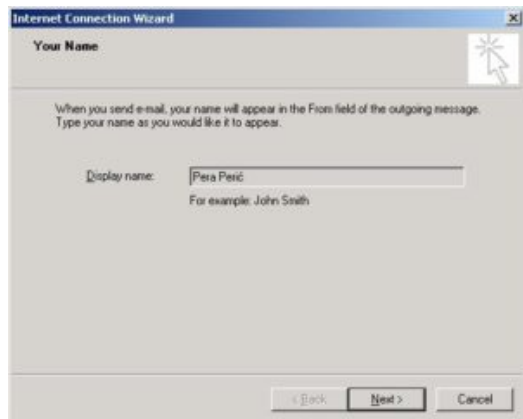 Internet Connection Wizard
Your Name
When you send e-mail, your name will appear in the From field of the outgoing message.
Type your name as you would like it to appear.
Display name: Pera Perić
For example: John Smith
< Back Next > Cancel